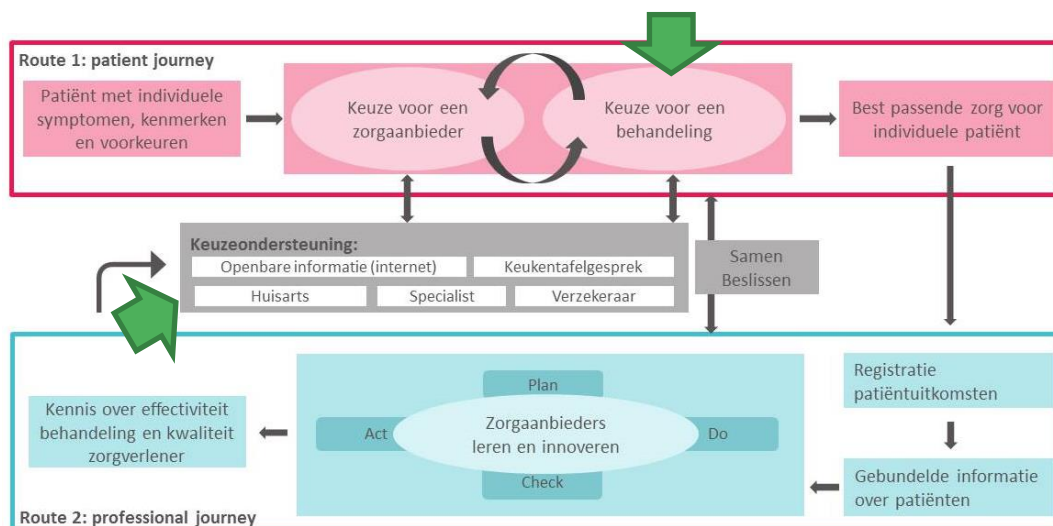 Route 1: patient journey
Patiënt met individuele
symptomen, kenmerken
en voorkeuren
Keuze voor een
zorgaanbieder
Keuze voor een
behandeling
Best passende zorg voor
individuele patiënt
Keuzeondersteuning:
Openbare informatie (internet)
Keukentafelgesprek
Huisarts
Specialist
Verzekeraar
Samen
Beslissen
Kennis over effectiviteit
behandeling en kwaliteit
zorgverlener
Plan
Act
Zorgaanbieders
leren en innoveren
Do
Check
Registratie
patiëntuitkomsten
Gebundelde informatie
over patiënten
Route 2: professional journey